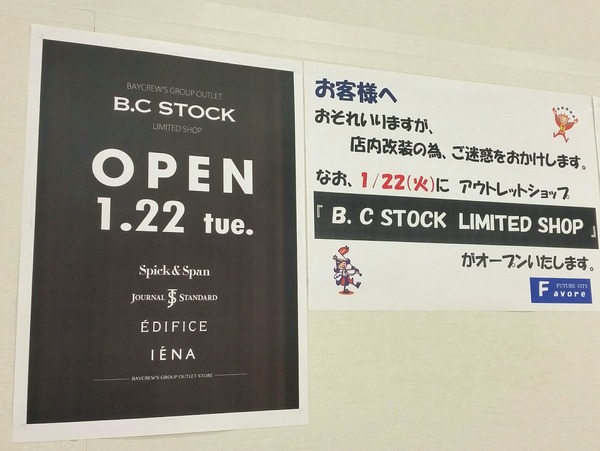 BAYCREW'S GROUP OUTLET
B.C STOCK
LIMITED SHOP
OPEN
1.22 tue.
Spick & Span
JOURNAL STANDARD
ÉDIFICE
IÉNA
BAYCREW'S GROUP OUTLET STORE
お客様へ
おそれいりますが、
店内改装の為、ご迷惑をおかけします。
なお、1/22(火)に アウトレットショップ
『 B. C STOCK LIMITED SHOP 』
がオープンいたします。
FUTURE CITY
Favore